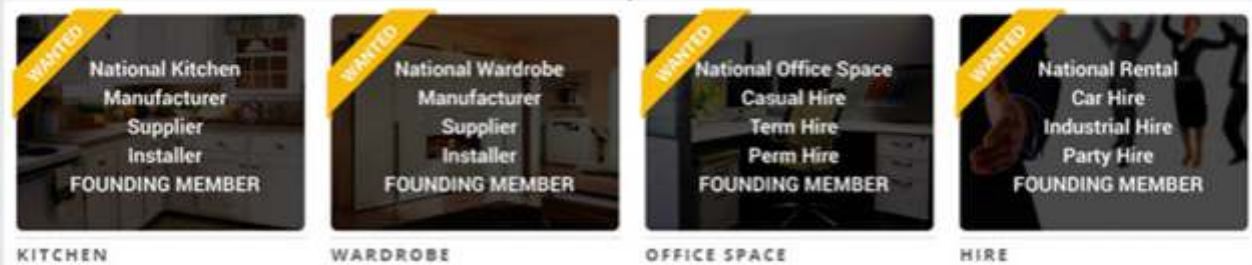 WANTED
National Kitchen
Manufacturer
Supplier
Installer
FOUNDING MEMBER
KITCHEN
WANTED
National Wardrobe
Manufacturer
Supplier
Installer
FOUNDING MEMBER
WARDROBE
WANTED
National Office Space
Casual Hire
Term Hire
Perm Hire
FOUNDING MEMBER
OFFICE SPACE
WANTED
National Rental
Car Hire
Industrial Hire
Party Hire
FOUNDING MEMBER
HIRE